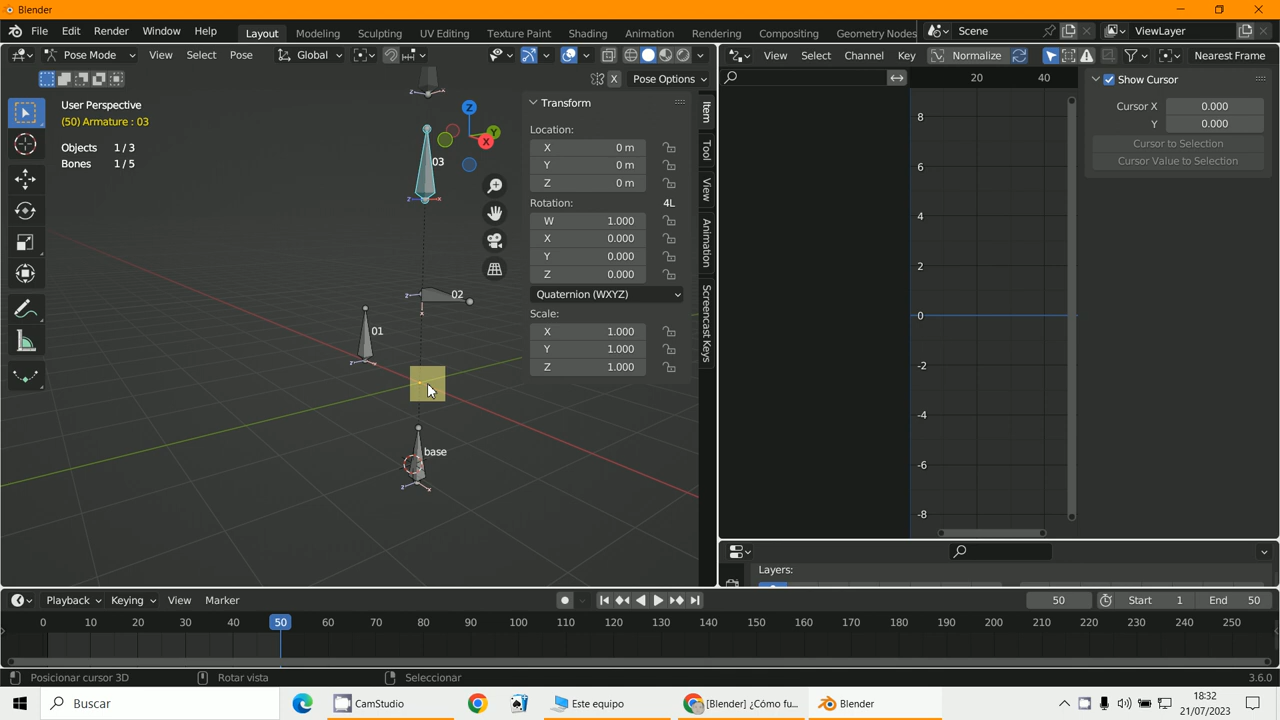 Blender
File Edit Render Window Help Layout Modeling Sculpting UV Editing Texture Paint Shading Animation Rendering Compositing Geometry Nodes Scene ViewLayer
Pose Mode View Select Pose Global
View Select Channel Key Normalize Nearest Frame
Pose Options
User Perspective
(50) Armature : 03
Objects 1 / 3
Bones 1 / 5
03
02
01
base
Z
Y
X
Transform
Location:
X 0 m
Y 0 m
Z 0 m
Rotation: 4L
W 1.000
X 0.000
Y 0.000
Z 0.000
Quaternion (WXYZ)
Scale:
X 1.000
Y 1.000
Z 1.000
Item
Tool
View
Animation
Screencast Keys
20 40
8
6
4
2
0
-2
-4
-6
-8
Show Cursor
Cursor X 0.000
Y 0.000
Cursor to Selection
Cursor Value to Selection
Layers:
Playback Keying View Marker 50 Start 1 End 50
0 10 20 30 40 50 60 70 80 90 100 110 120 130 140 150 160 170 180 190 200 210 220 230 240 250
Posicionar cursor 3D Rotar vista Seleccionar 3.6.0
Buscar CamStudio Este equipo [Blender] ¿Cómo fu... Blender
18:32
21/07/2023